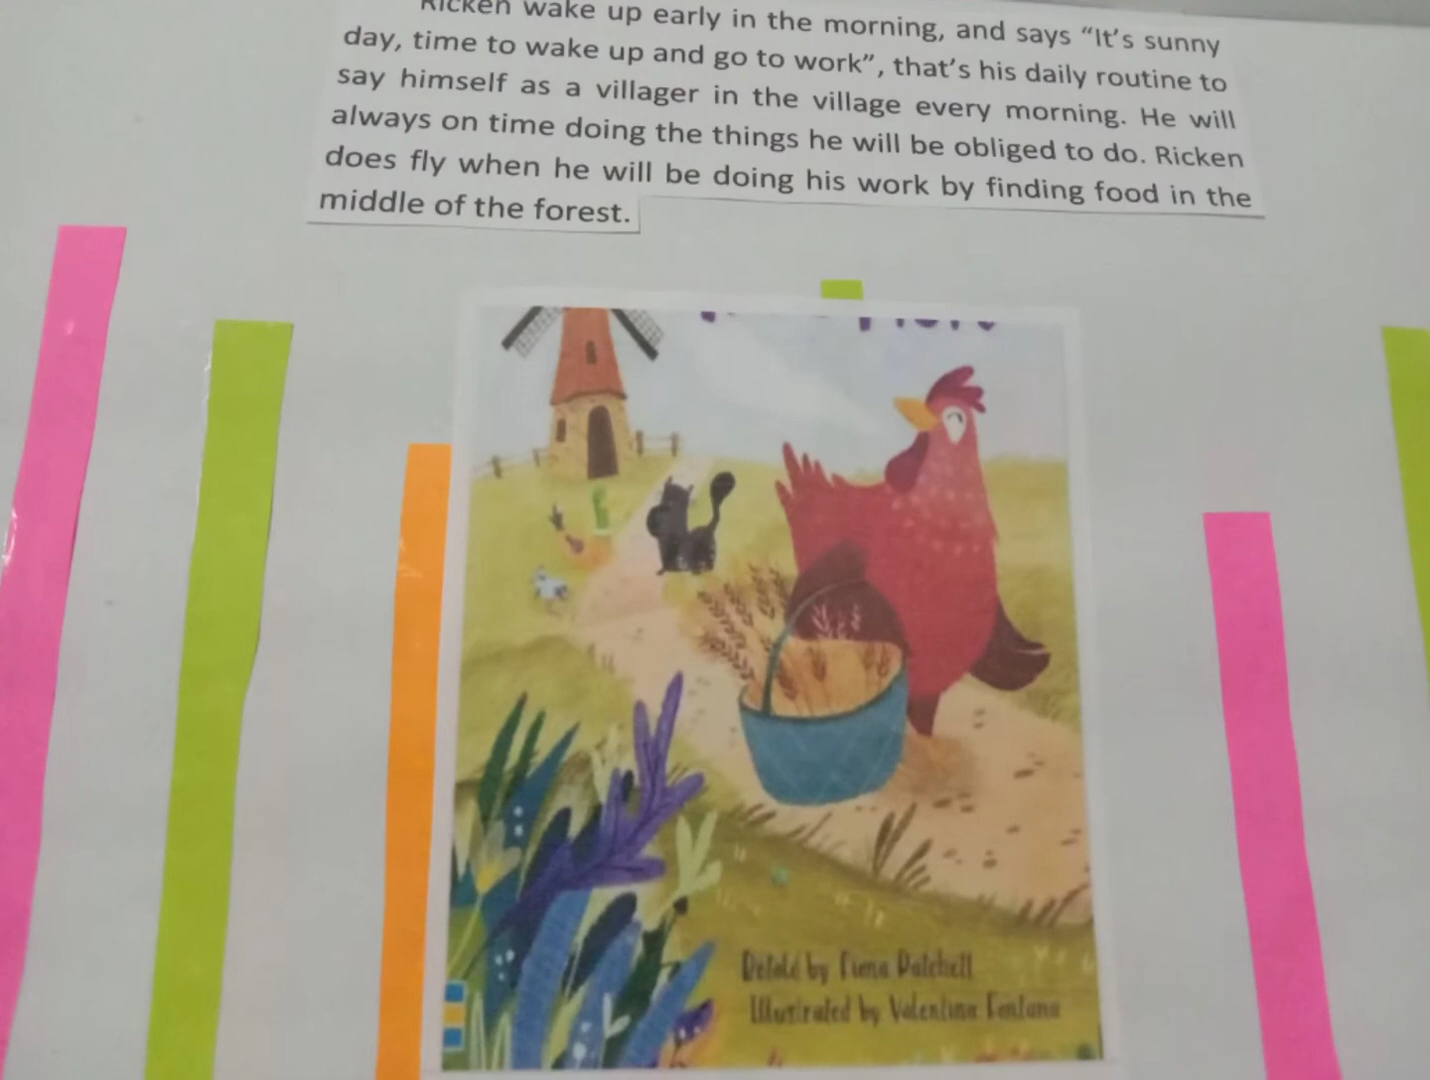 Ricken wake up early in the morning, and says “It’s sunny
day, time to wake up and go to work”, that’s his daily routine to
say himself as a villager in the village every morning. He will
always on time doing the things he will be obliged to do. Ricken
does fly when he will be doing his work by finding food in the
middle of the forest.
Retold by Fiona Patchett
Illustrated by Valentina Fontana